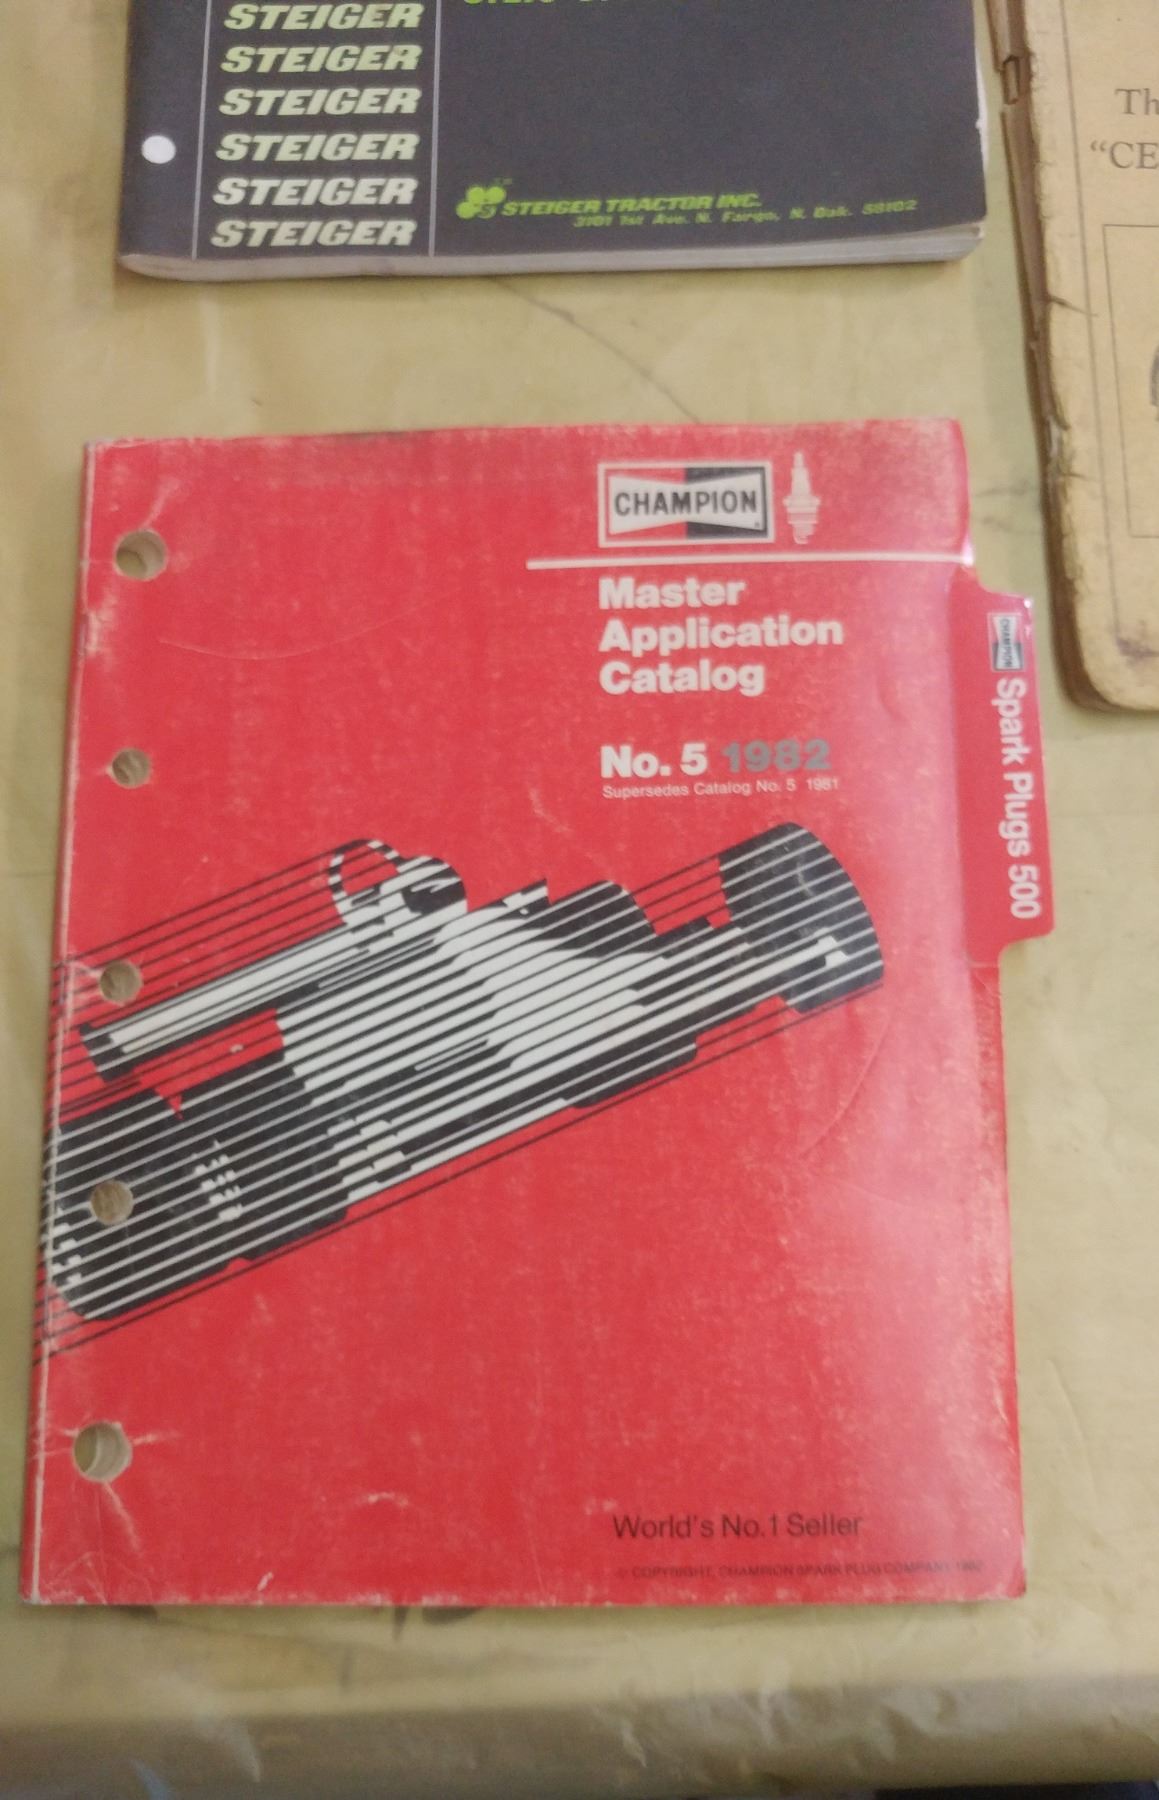 STEIGER
STEIGER
STEIGER
STEIGER
STEIGER
STEIGER
STEIGER TRACTOR INC.
3101 1st Ave. N. Fargo, N. Dak. 58102
Th
“CE
CHAMPION
Master
Application
Catalog
No. 5 1982
Supersedes Catalog No. 5 1981
CHAMPION
Spark Plugs 500
World's No.1 Seller
© COPYRIGHT, CHAMPION SPARK PLUG COMPANY 1982